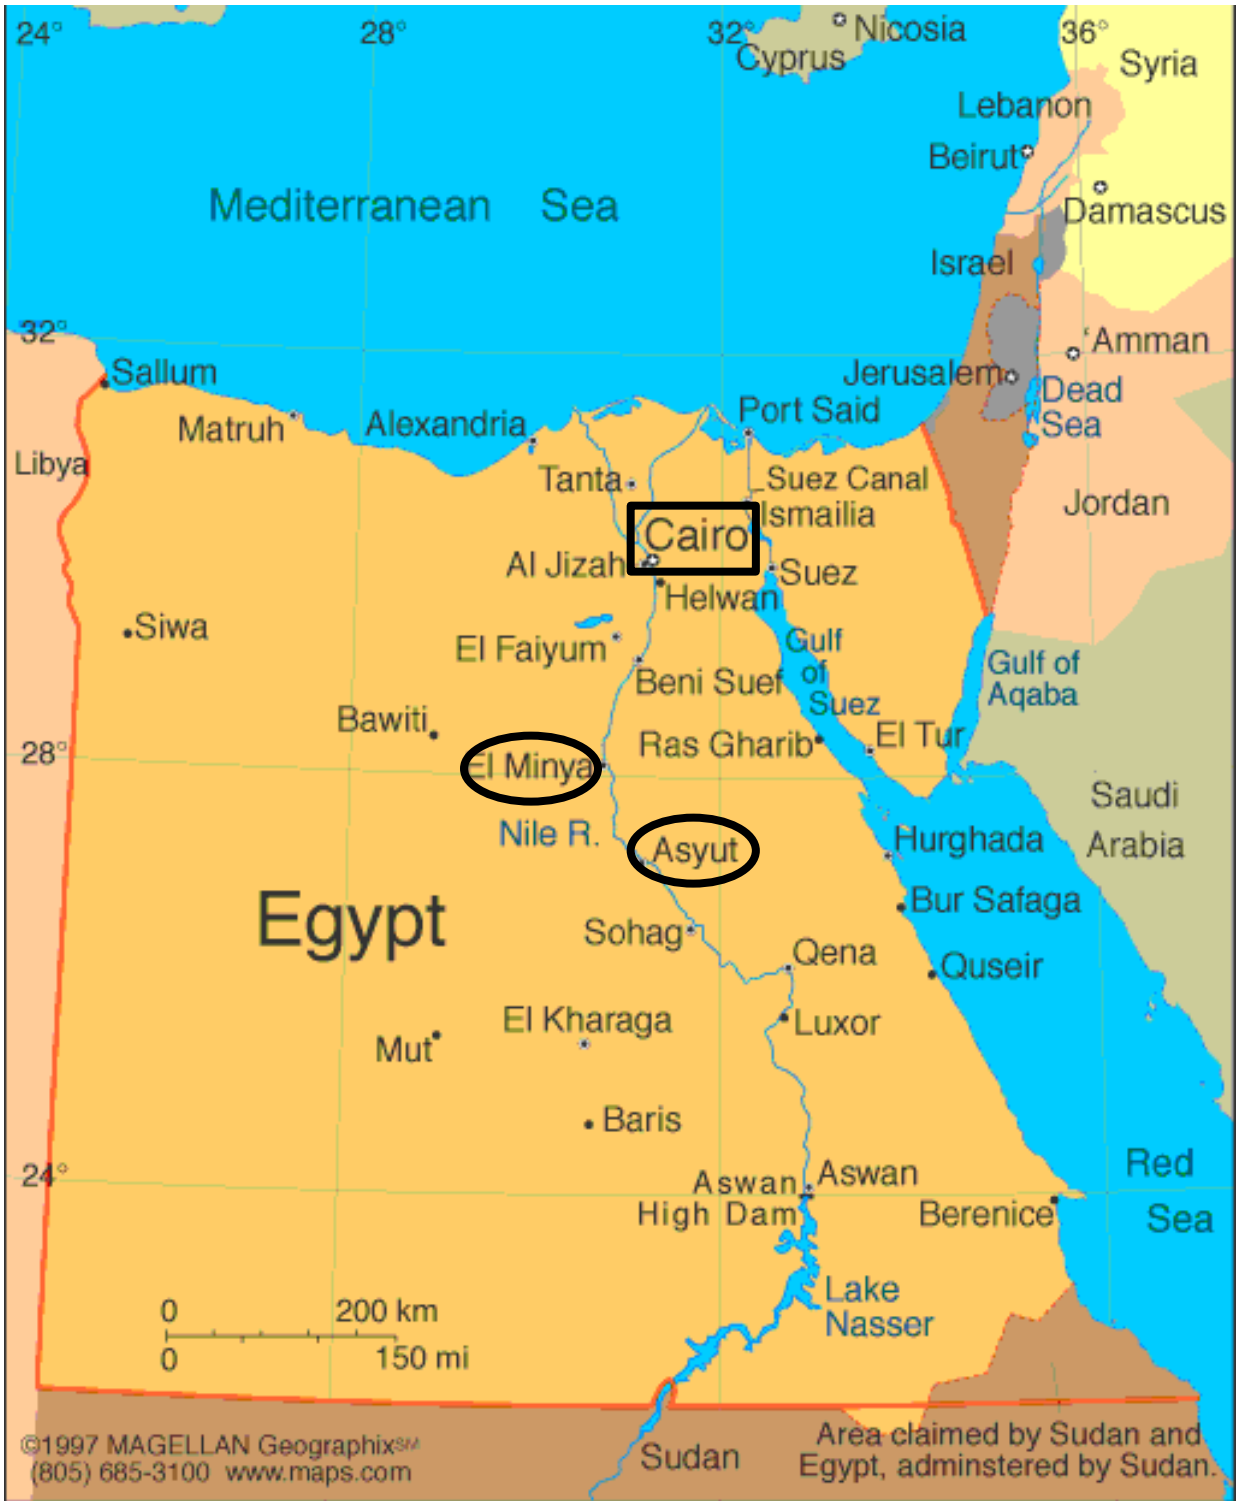 24°
28°
32°
36°
Nicosia
Cyprus
Syria
Lebanon
Beirut
Damascus
Mediterranean Sea
Israel
32°
'Amman
Sallum
Jerusalem
Dead
Sea
Matruh
Alexandria
Port Said
Libya
Tanta
Suez Canal
Ismailia
Jordan
Cairo
Al Jizah
Suez
Helwan
Siwa
El Faiyum
Gulf
of
Suez
Gulf of
Aqaba
Beni Suef
Bawiti
Ras Gharib
El Tur
28°
El Minya
Saudi
Arabia
Nile R.
Asyut
Hurghada
Egypt
Bur Safaga
Sohag
Qena
Quseir
El Kharaga
Luxor
Mut
Baris
24°
Aswan
High Dam
Aswan
Red
Sea
Berenice
Lake
Nasser
0 200 km
0 150 mi
©1997 MAGELLAN Geographix℠
(805) 685-3100 www.maps.com
Sudan
Area claimed by Sudan and
Egypt, adminstered by Sudan.